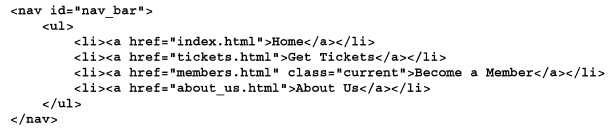 <nav id="nav_bar">
    <ul>
        <li><a href="index.html">Home</a></li>
        <li><a href="tickets.html">Get Tickets</a></li>
        <li><a href="members.html" class="current">Become a Member</a></li>
        <li><a href="about_us.html">About Us</a></li>
    </ul>
</nav>